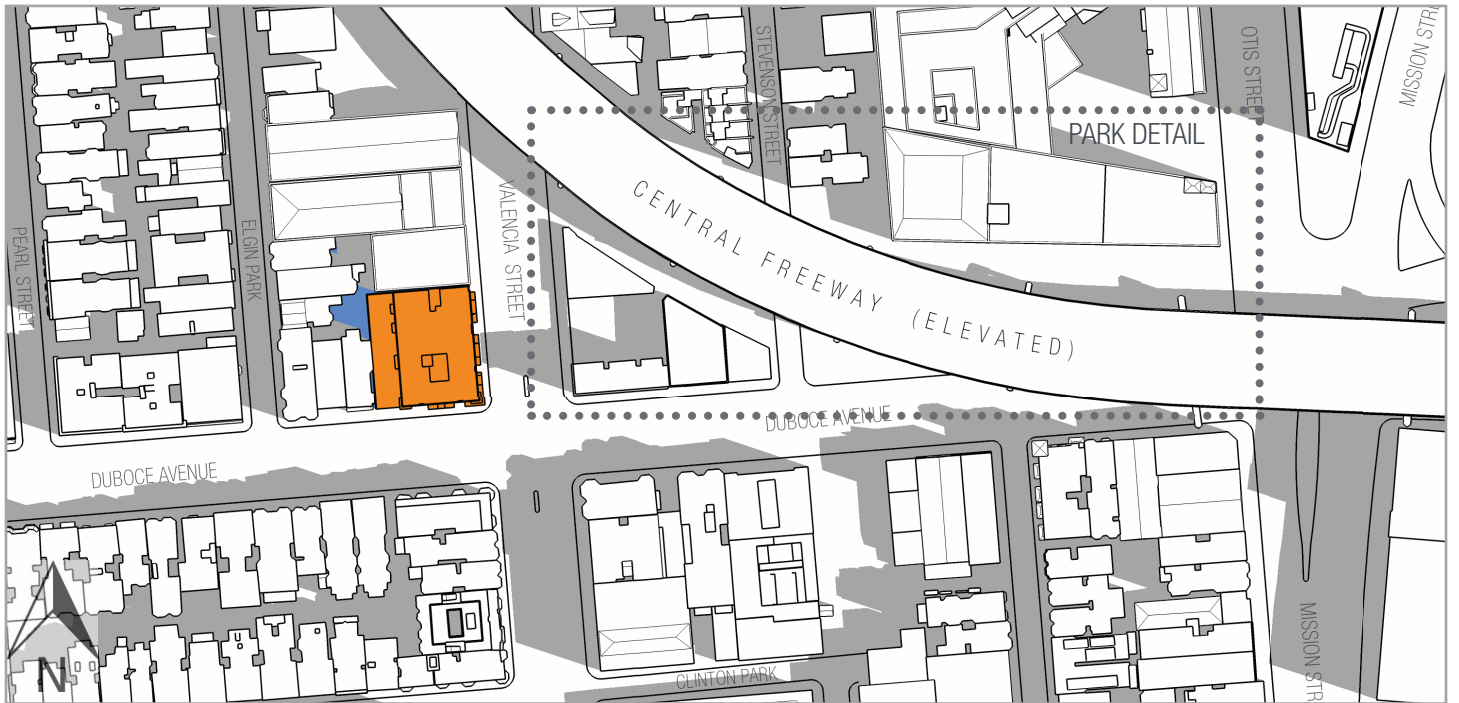 STEVENSON STREET
OTIS STREET
MISSION STRE
PARK DETAIL
PEARL STREET
ELGIN PARK
VALENCIA STREET
CENTRAL FREEWAY (ELEVATED)
DUBOCE AVENUE
DUBOCE AVENUE
N
CLINTON PARK
MISSION STR